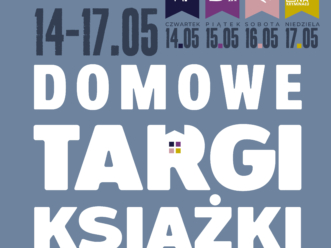 14-17.05
CZWARTEK PIĄTEK SOBOTA NIEDZIELA
14.05 15.05 16.05 17.05
DOMOWE
TARGI
KSIĄŻKI